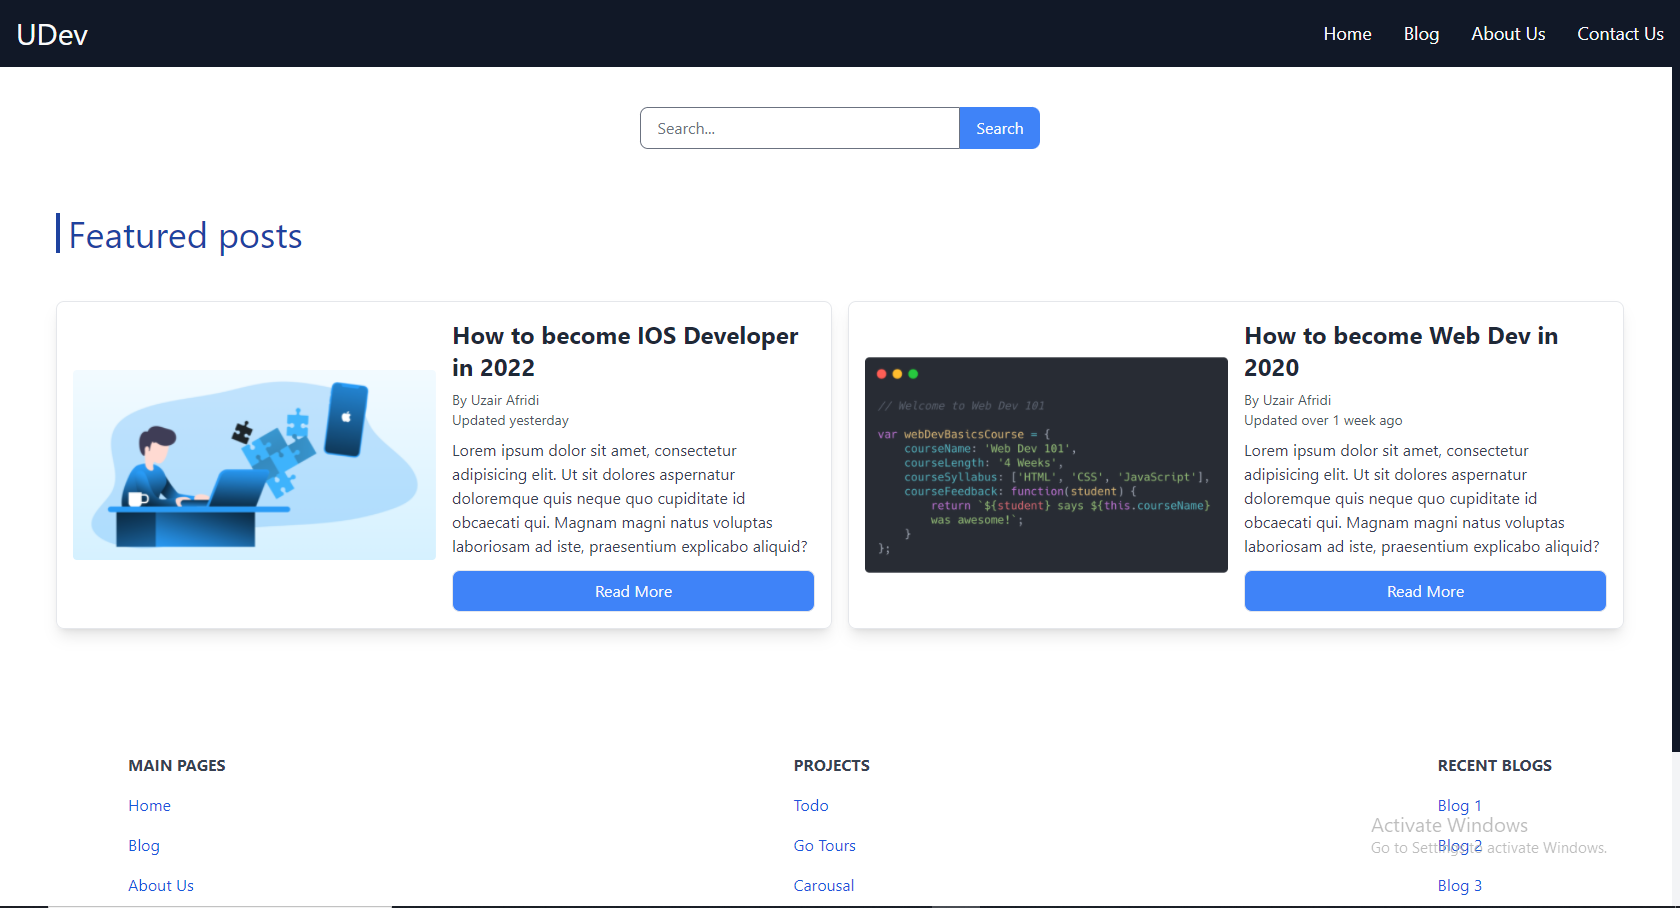 UDev
Home
Blog
About Us
Contact Us
Search...
Search
Featured posts
How to become IOS Developer
in 2022
By Uzair Afridi
Updated yesterday
Lorem ipsum dolor sit amet, consectetur
adipisicing elit. Ut sit dolores aspernatur
doloremque quis neque quo cupiditate id
obcaecati qui. Magnam magni natus voluptas
laboriosam ad iste, praesentium explicabo aliquid?
Read More
// Welcome to Web Dev 101
var webDevBasicsCourse = {
courseName: 'Web Dev 101',
courseLength: '4 Weeks',
courseSyllabus: ['HTML', 'CSS', 'JavaScript'],
courseFeedback: function(student) {
return `${student} says ${this.courseName}
was awesome!`;
}
};
How to become Web Dev in
2020
By Uzair Afridi
Updated over 1 week ago
Lorem ipsum dolor sit amet, consectetur
adipisicing elit. Ut sit dolores aspernatur
doloremque quis neque quo cupiditate id
obcaecati qui. Magnam magni natus voluptas
laboriosam ad iste, praesentium explicabo aliquid?
Read More
MAIN PAGES
Home
Blog
About Us
PROJECTS
Todo
Go Tours
Carousal
RECENT BLOGS
Blog 1
Blog 2
Blog 3
Activate Windows
Go to Settings to activate Windows.